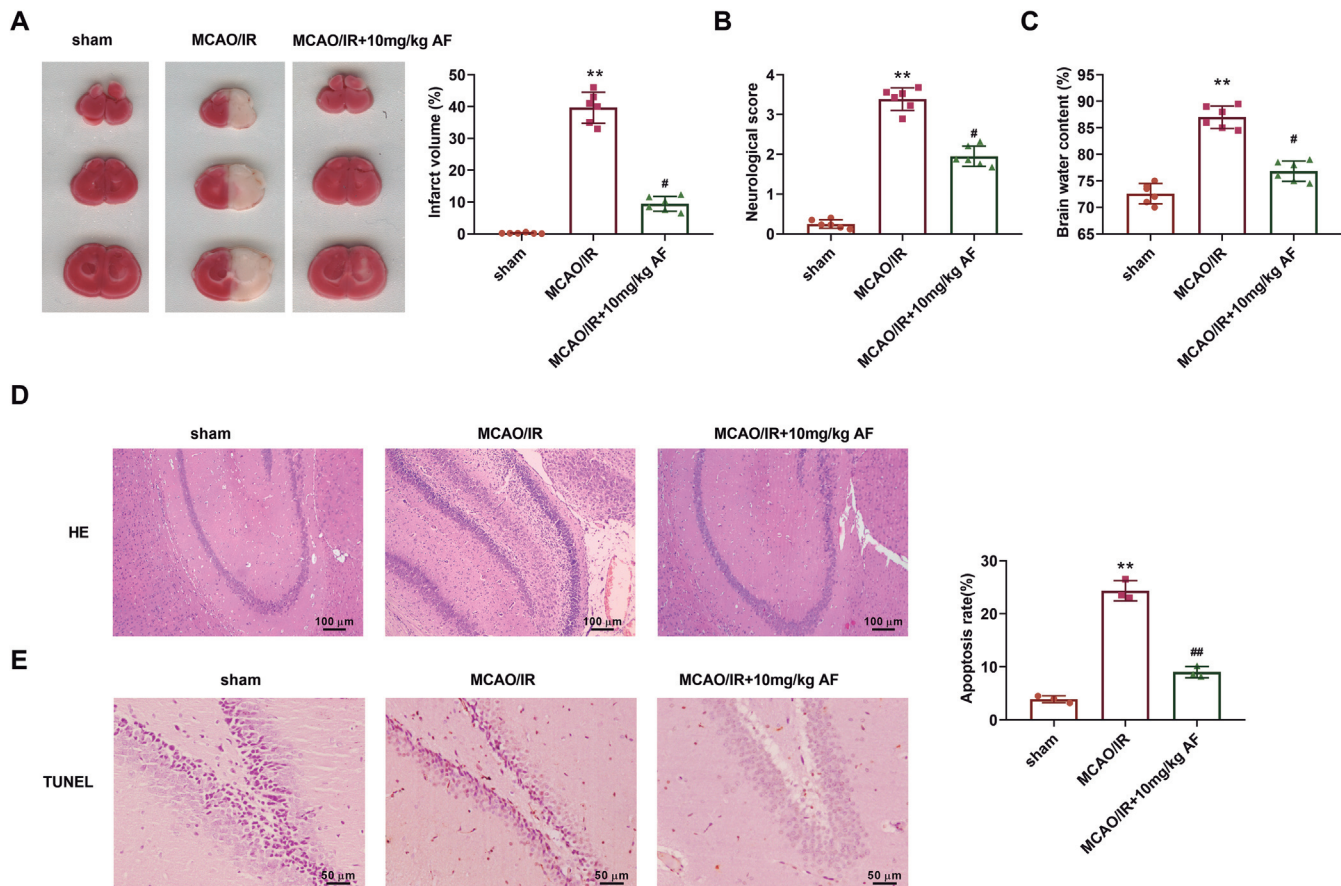 A
sham
MCAO/IR
MCAO/IR+10mg/kg AF
Infarct volume (%)
50
40
30
20
10
0
**
#
sham
MCAO/IR
MCAO/IR+10mg/kg AF
B
Neurological score
4
3
2
1
0
**
#
sham
MCAO/IR
MCAO/IR+10mg/kg AF
C
Brain water content (%)
95
90
85
80
75
70
65
**
#
sham
MCAO/IR
MCAO/IR+10mg/kg AF
D
sham
MCAO/IR
MCAO/IR+10mg/kg AF
HE
100 μm
100 μm
100 μm
E
sham
MCAO/IR
MCAO/IR+10mg/kg AF
TUNEL
50 μm
50 μm
50 μm
Apoptosis rate(%)
30
20
10
0
**
##
sham
MCAO/IR
MCAO/IR+10mg/kg AF